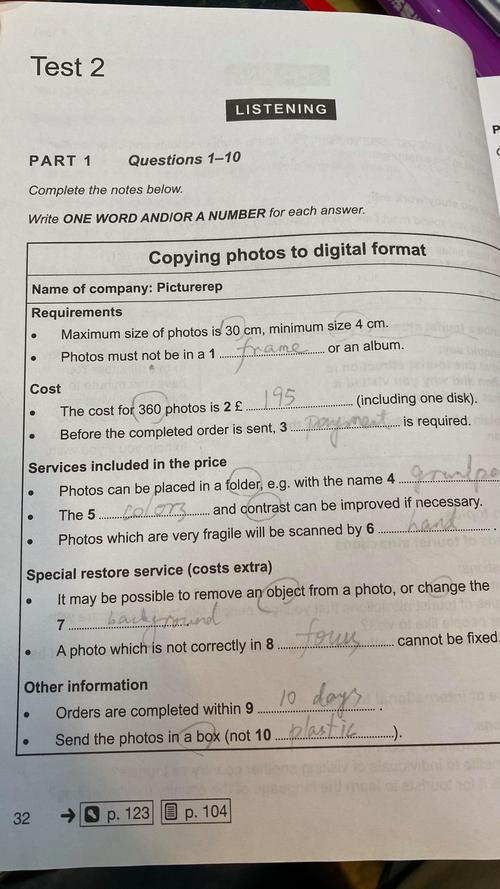 Test 2
LISTENING
PART 1 Questions 1–10
Complete the notes below.
Write ONE WORD AND/OR A NUMBER for each answer.
Copying photos to digital format
Name of company: Picturerep
Requirements
• Maximum size of photos is 30 cm, minimum size 4 cm.
• Photos must not be in a 1 frame or an album.
Cost
• The cost for 360 photos is 2 £ 195 (including one disk).
• Before the completed order is sent, 3 payment is required.
Services included in the price
• Photos can be placed in a folder, e.g. with the name 4 grandpa
• The 5 colors and contrast can be improved if necessary.
• Photos which are very fragile will be scanned by 6 hand .
Special restore service (costs extra)
• It may be possible to remove an object from a photo, or change the
7 background
• A photo which is not correctly in 8 focus cannot be fixed.
Other information
• Orders are completed within 9 10 days .
• Send the photos in a box (not 10 plastic ).
32 → p. 123 p. 104